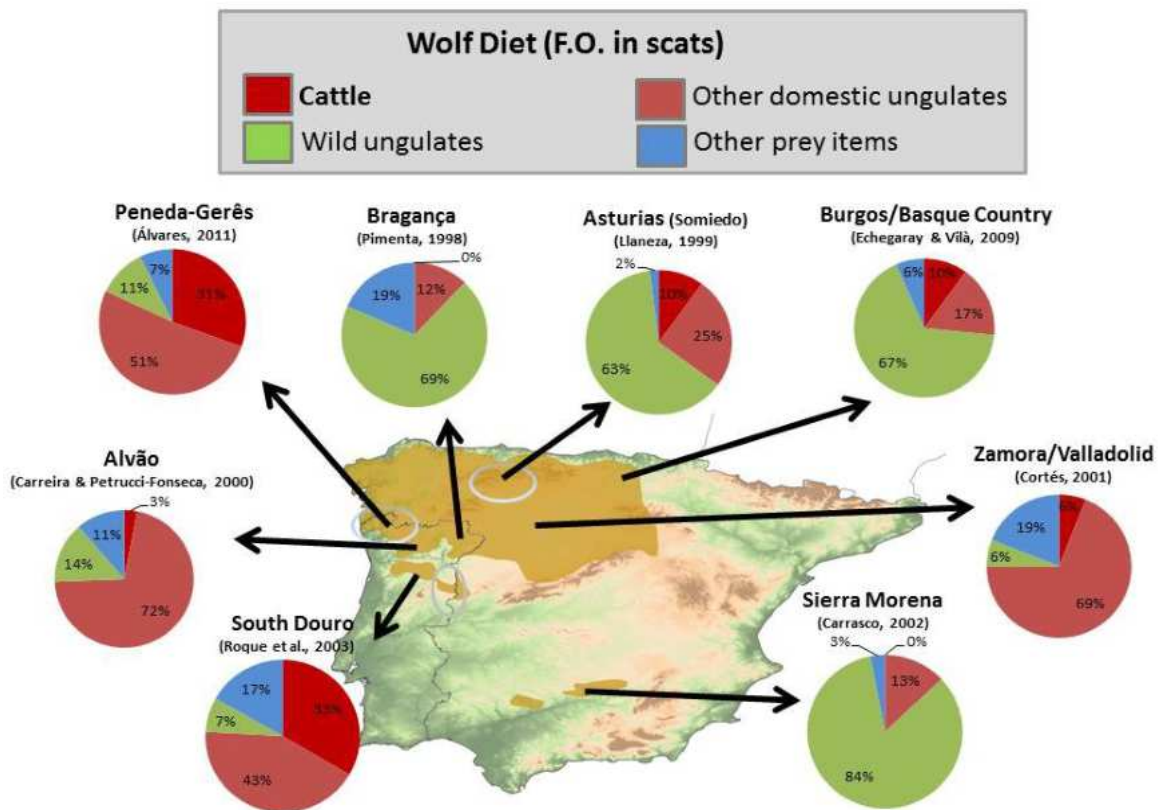 Wolf Diet (F.O. in scats)
Cattle
Other domestic ungulates
Wild ungulates
Other prey items
Peneda-Gerês
(Álvares, 2011)
7%
31%
11%
51%
Bragança
(Pimenta, 1998)
0%
19%
12%
69%
Asturias (Somiedo)
(Llaneza, 1999)
2%
10%
25%
63%
Burgos/Basque Country
(Echegaray & Vilà, 2009)
6%
10%
17%
67%
Alvão
(Carreira & Petrucci-Fonseca, 2000)
3%
11%
14%
72%
Zamora/Valladolid
(Cortés, 2001)
6%
19%
6%
69%
South Douro
(Roque et al., 2003)
17%
33%
7%
43%
Sierra Morena
(Carrasco, 2002)
3%
0%
13%
84%